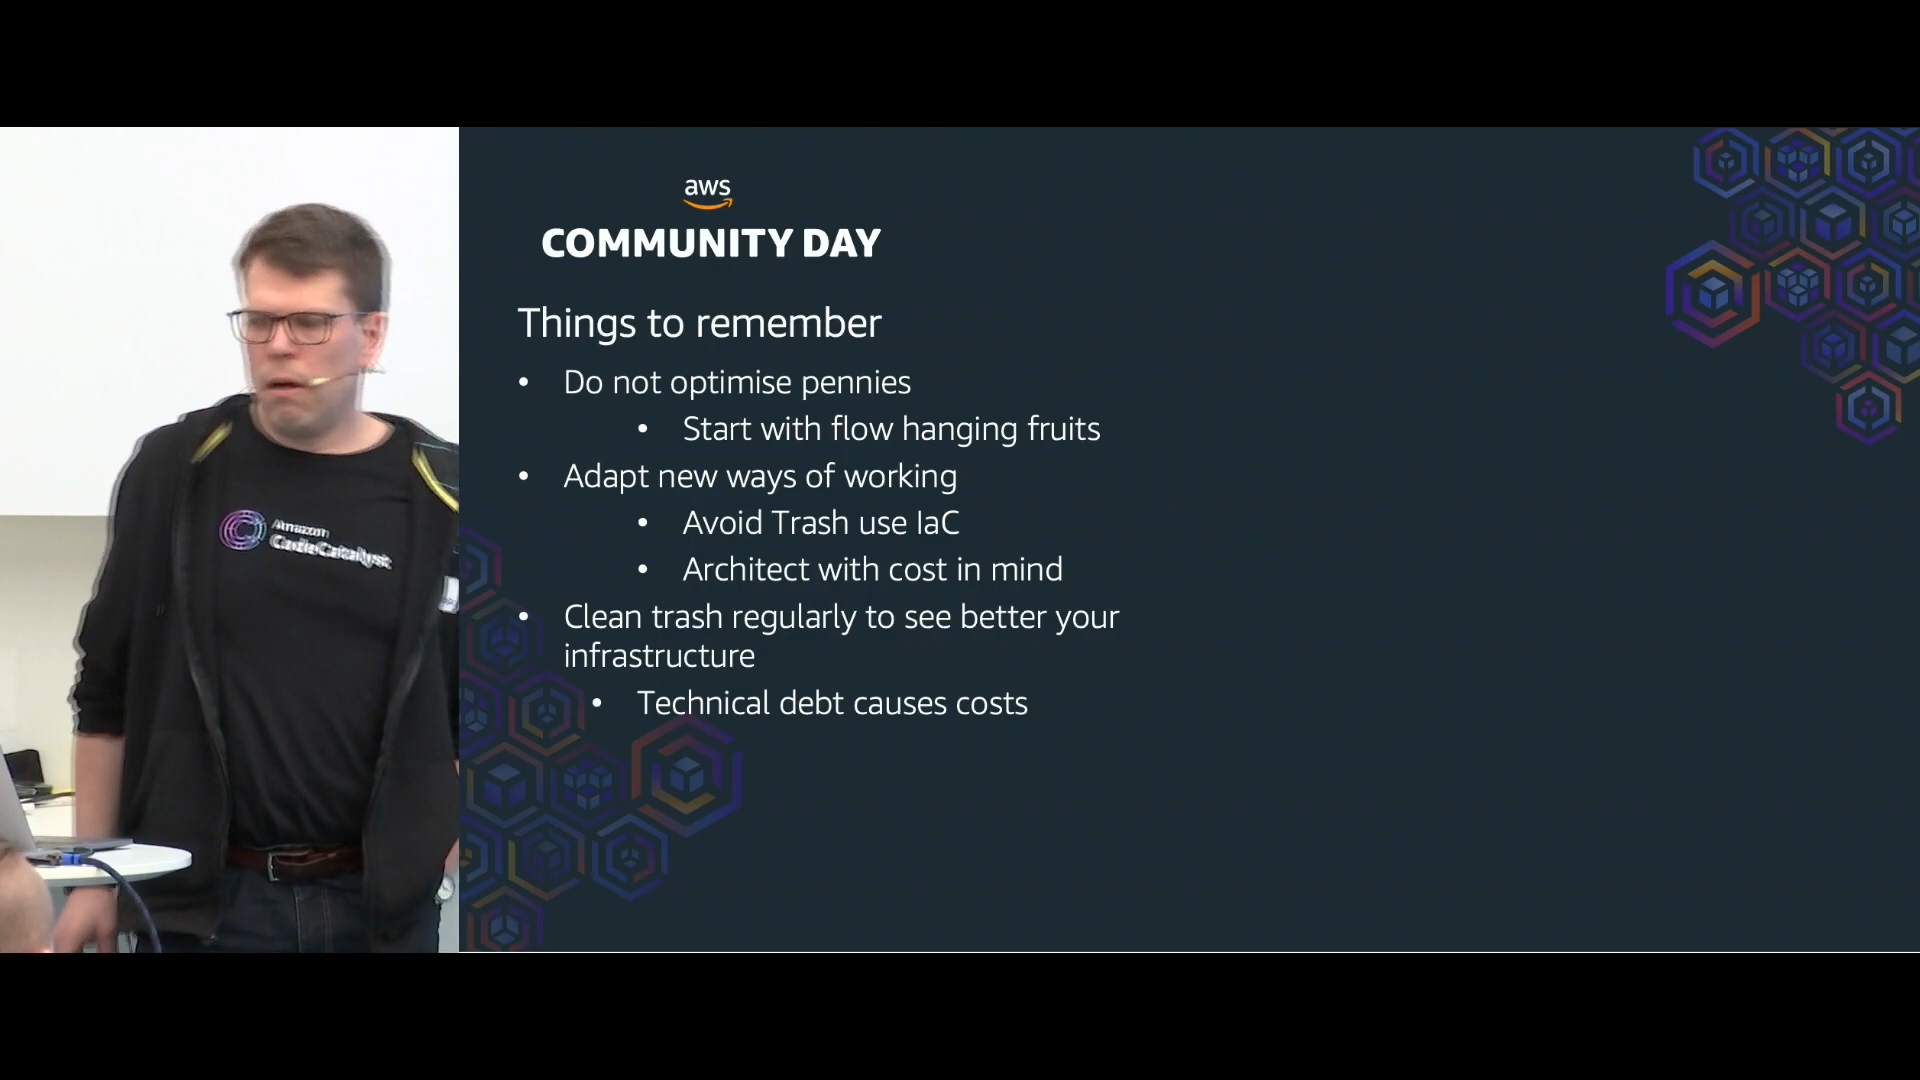 aws
COMMUNITY DAY
Things to remember
• Do not optimise pennies
• Start with flow hanging fruits
• Adapt new ways of working
• Avoid Trash use IaC
• Architect with cost in mind
• Clean trash regularly to see better your
infrastructure
• Technical debt causes costs
Amazon
CodeCatalyst